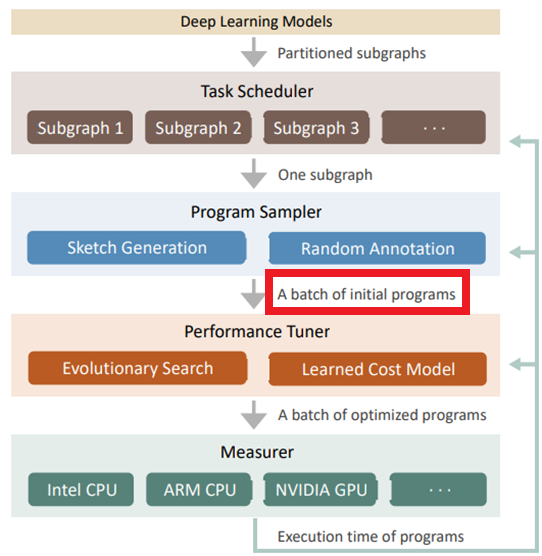 Deep Learning Models
Partitioned subgraphs
Task Scheduler
Subgraph 1 Subgraph 2 Subgraph 3 · · ·
One subgraph
Program Sampler
Sketch Generation Random Annotation
A batch of initial programs
Performance Tuner
Evolutionary Search Learned Cost Model
A batch of optimized programs
Measurer
Intel CPU ARM CPU NVIDIA GPU · · ·
Execution time of programs